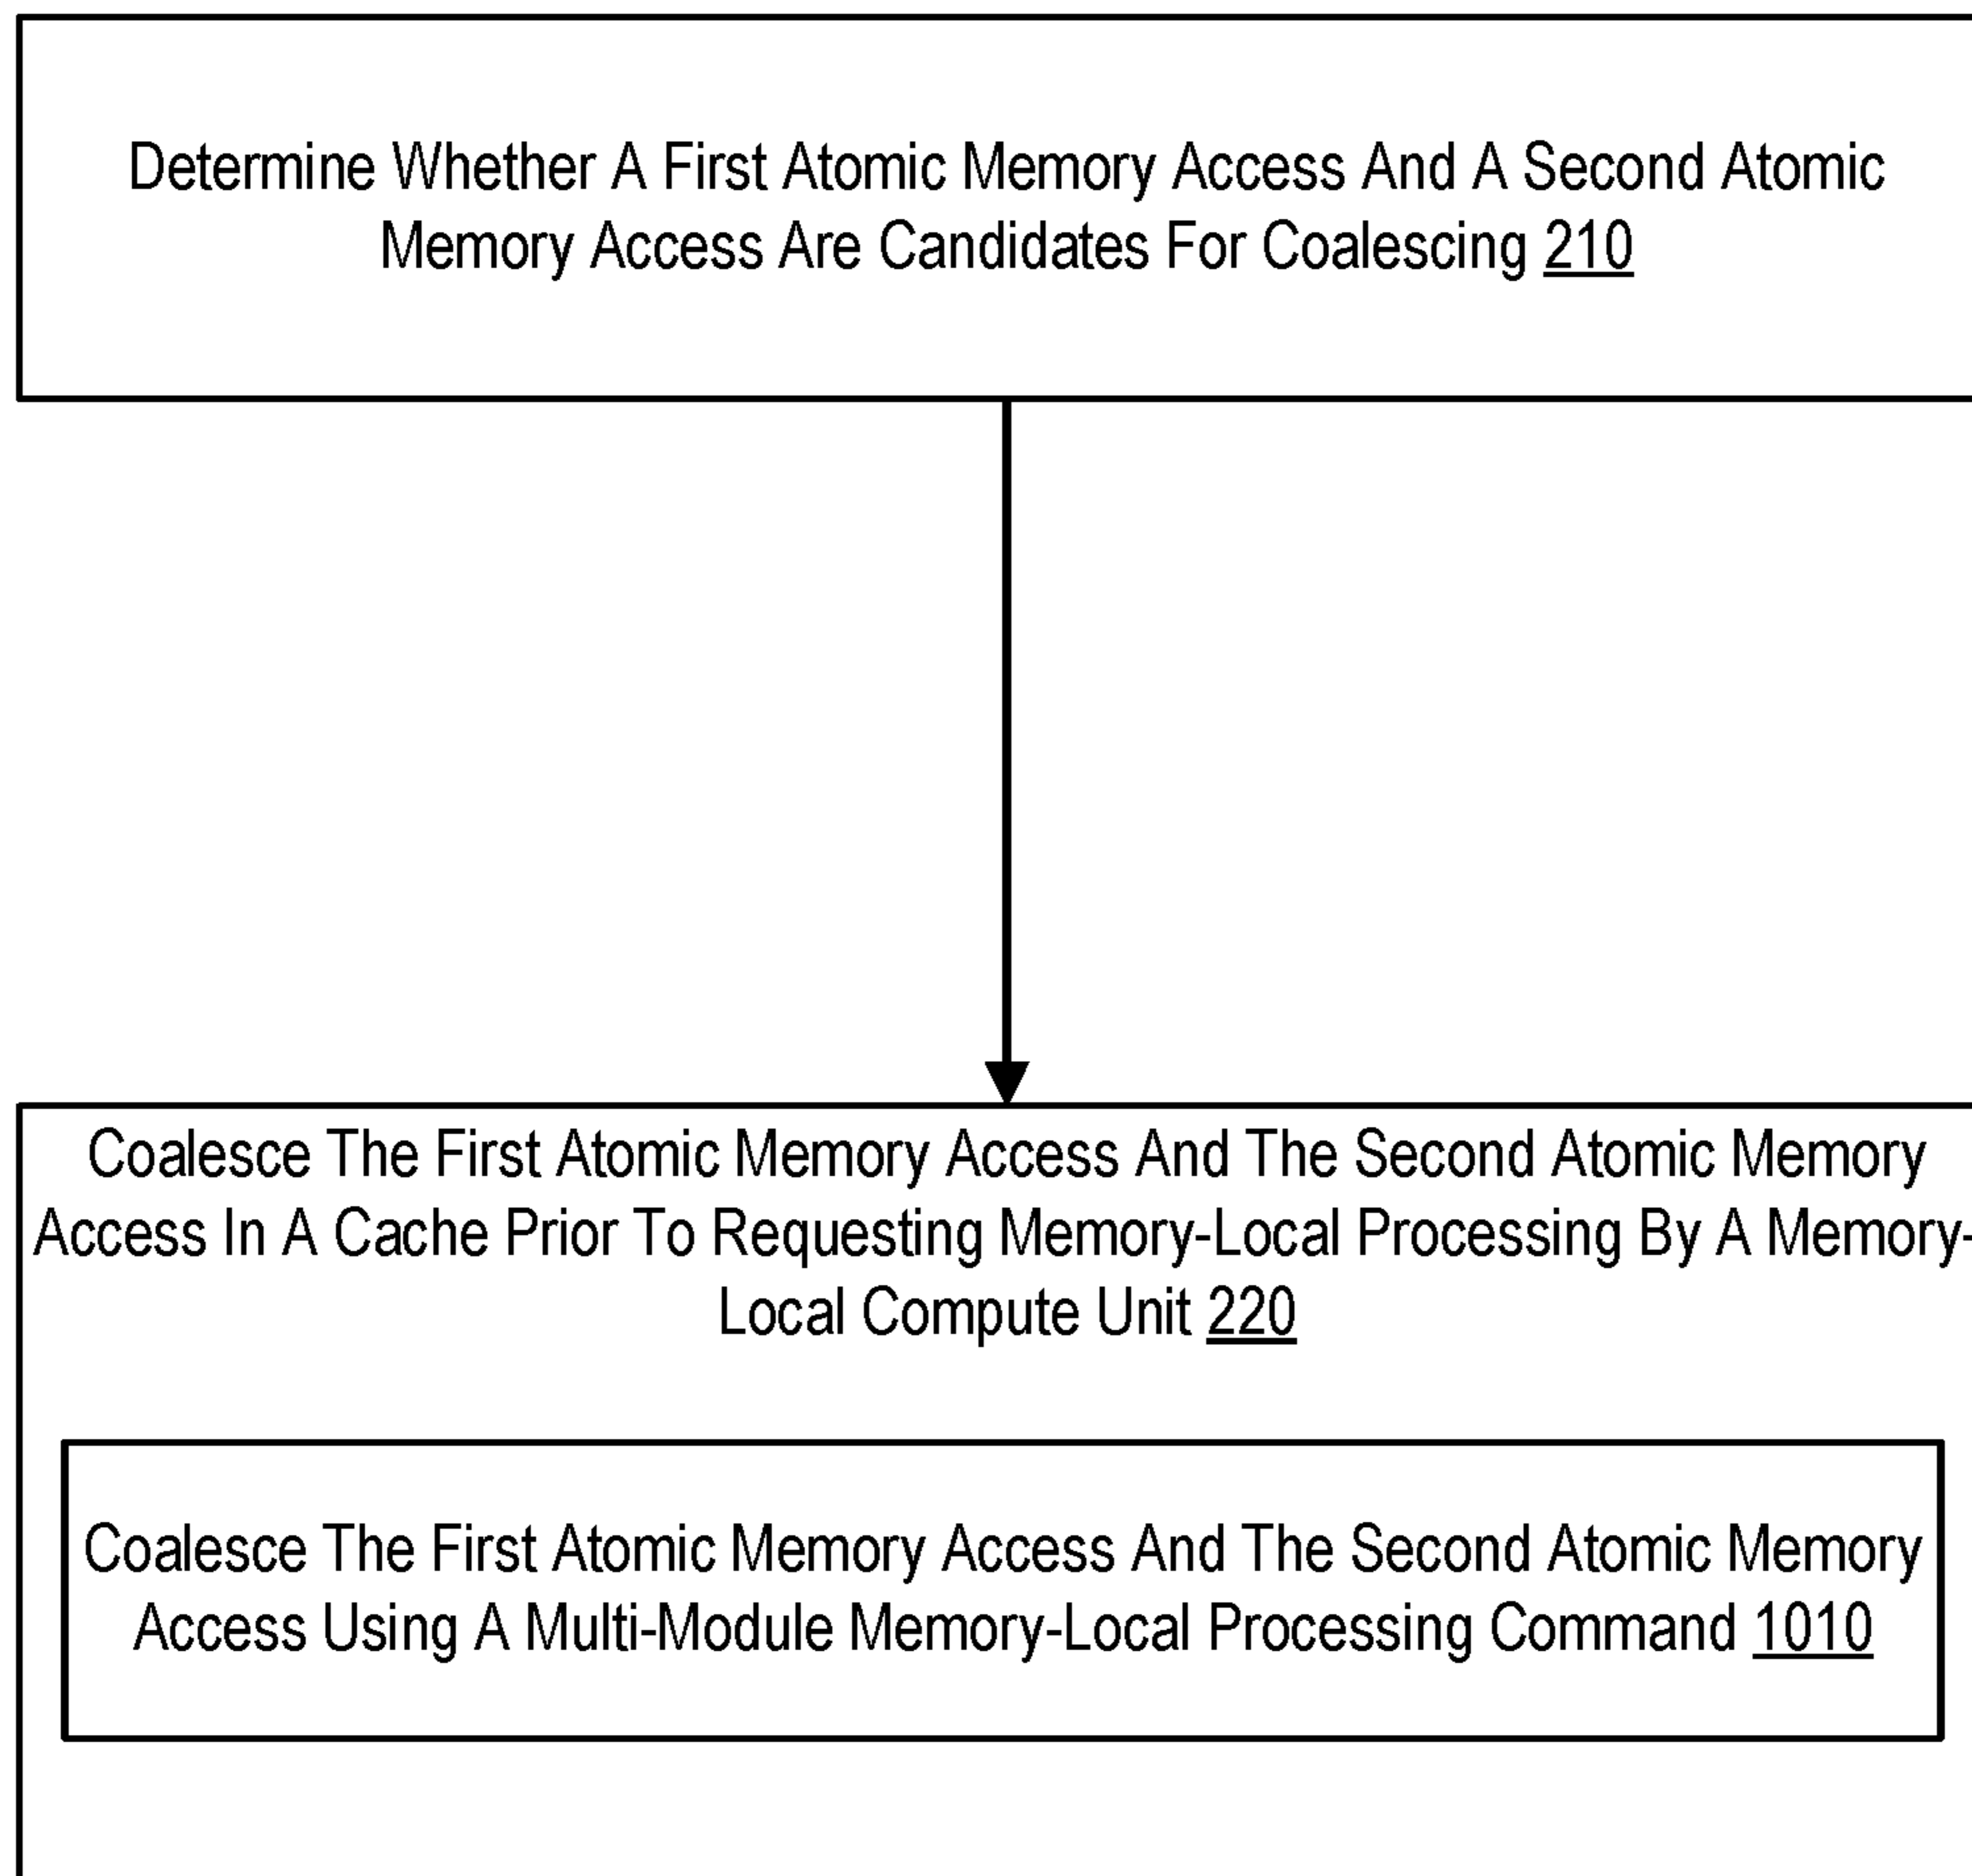 Determine Whether A First Atomic Memory Access And A Second Atomic
Memory Access Are Candidates For Coalescing 210
Coalesce The First Atomic Memory Access And The Second Atomic Memory
Access In A Cache Prior To Requesting Memory-Local Processing By A Memory-
Local Compute Unit 220
Coalesce The First Atomic Memory Access And The Second Atomic Memory
Access Using A Multi-Module Memory-Local Processing Command 1010